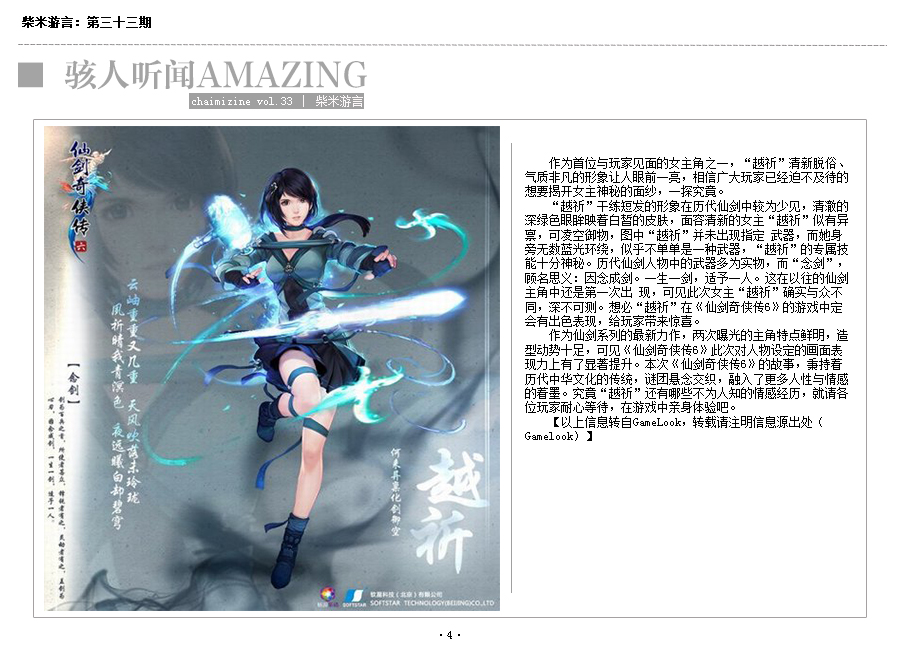 柴米游言：第三十三期
骇人听闻AMAZING
chaimizine vol.33 | 柴米游言
仙剑奇侠传
六
云岫重重又几重 天风吹落未玲珑
风祈晴我青溟色 夜远曦白却碧穹
【念剑】
何来异禀化剑御空
越祈
软星科技（北京）有限公司
SOFTSTAR
SOFTSTAR TECHNOLOGY(BEIJING)CO.,LTD
作为首位与玩家见面的女主角之一，“越祈”清新脱俗、
气质非凡的形象让人眼前一亮，相信广大玩家已经迫不及待的
想要揭开女主神秘的面纱，一探究竟。
“越祈”干练短发的形象在历代仙剑中较为少见，清澈的
深绿色眼眸映着白皙的皮肤，面容清新的女主“越祈”似有异
禀，可凌空御物，图中“越祈”并未出现指定 武器，而她身
旁无数蓝光环绕，似乎不单单是一种武器，“越祈”的专属技
能十分神秘。历代仙剑人物中的武器多为实物，而“念剑”，
顾名思义：因念成剑。一生一剑，适予一人。这在以往的仙剑
主角中还是第一次出 现，可见此次女主“越祈”确实与众不
同，深不可测。想必“越祈”在《仙剑奇侠传6》的游戏中定
会有出色表现，给玩家带来惊喜。
作为仙剑系列的最新力作，两次曝光的主角特点鲜明，造
型动势十足，可见《仙剑奇侠传6》此次对人物设定的画面表
现力上有了显著提升。本次《仙剑奇侠传6》的故事，秉持着
历代中华文化的传统，谜团悬念交织，融入了更多人性与情感
的着墨。究竟“越祈”还有哪些不为人知的情感经历，就请各
位玩家耐心等待，在游戏中亲身体验吧。
【以上信息转自GameLook，转载请注明信息源出处（
Gamelook）】
·4·